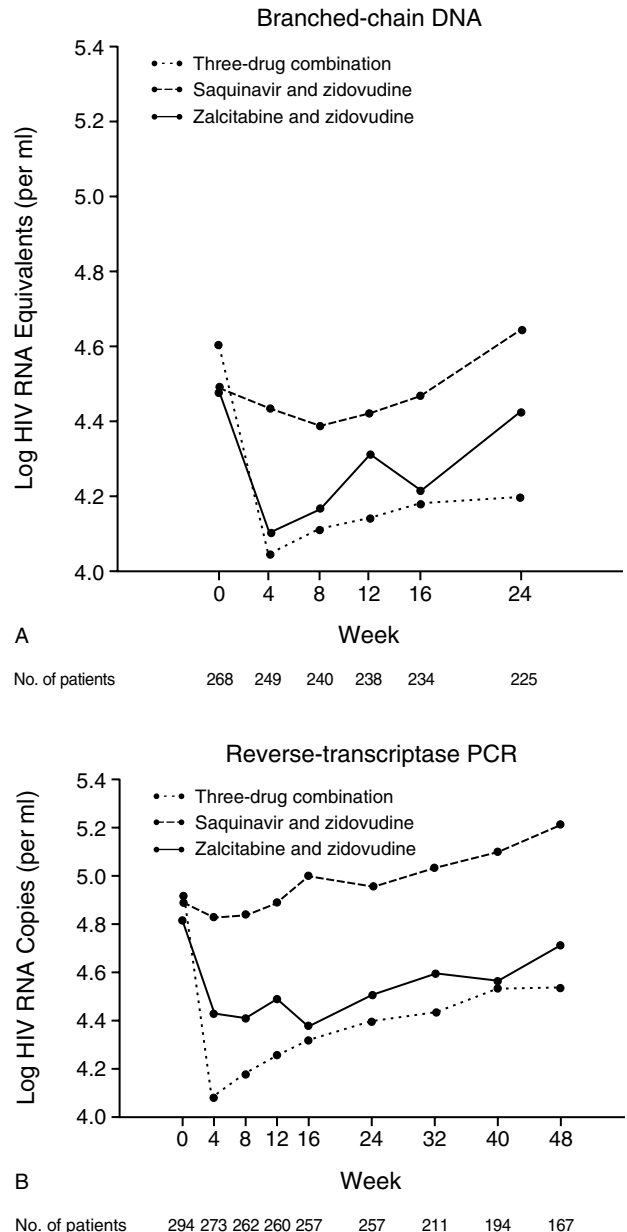 Branched-chain DNA
5.4
5.2
5.0
4.8
4.6
4.4
4.2
4.0
Log HIV RNA Equivalents (per ml)
Three-drug combination
Saquinavir and zidovudine
Zalcitabine and zidovudine
0 4 8 12 16 24
Week
A
No. of patients 268 249 240 238 234 225
Reverse-transcriptase PCR
5.4
5.2
5.0
4.8
4.6
4.4
4.2
4.0
Log HIV RNA Copies (per ml)
Three-drug combination
Saquinavir and zidovudine
Zalcitabine and zidovudine
0 4 8 12 16 24 32 40 48
Week
B
No. of patients 294 273 262 260 257 257 211 194 167